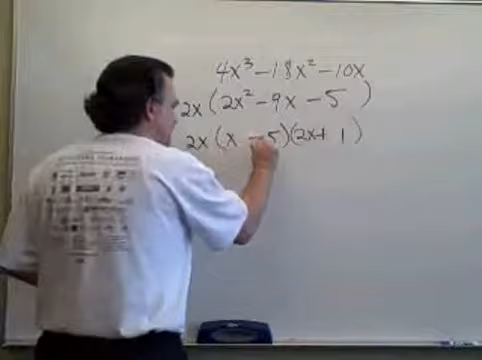 4x³ – 18x² – 10x
2x (2x² – 9x – 5)
2x (x – 5)(2x + 1)